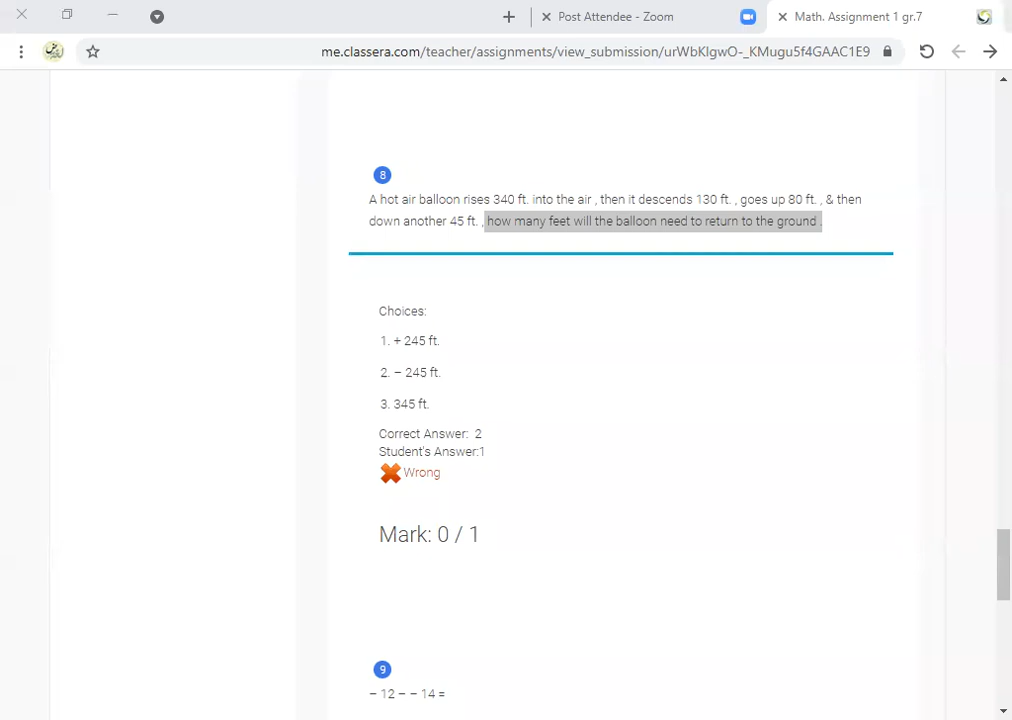 Post Attendee - Zoom
Math. Assignment 1 gr.7
me.classera.com/teacher/assignments/view_submission/urWbKIgwO-_KMugu5f4GAAC1E9
8
A hot air balloon rises 340 ft. into the air , then it descends 130 ft. , goes up 80 ft. , & then
down another 45 ft. , how many feet will the balloon need to return to the ground .
Choices:
1. + 245 ft.
2. – 245 ft.
3. 345 ft.
Correct Answer: 2
Student's Answer:1
Wrong
Mark: 0 / 1
9
– 12 – – 14 =